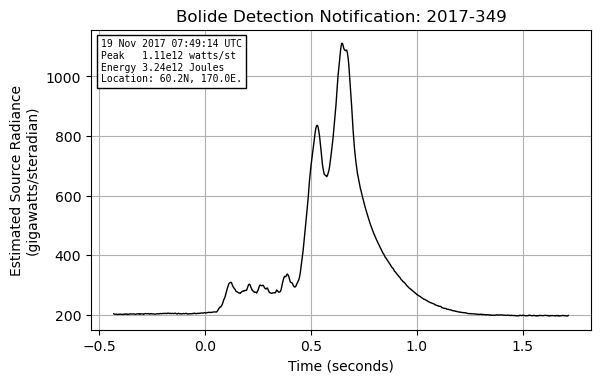 Bolide Detection Notification: 2017-349
19 Nov 2017 07:49:14 UTC
Peak   1.11e12 watts/st
Energy 3.24e12 Joules
Location: 60.2N, 170.0E.
Estimated Source Radiance
(gigawatts/steradian)
1000
800
600
400
200
−0.5
0.0
0.5
1.0
1.5
Time (seconds)